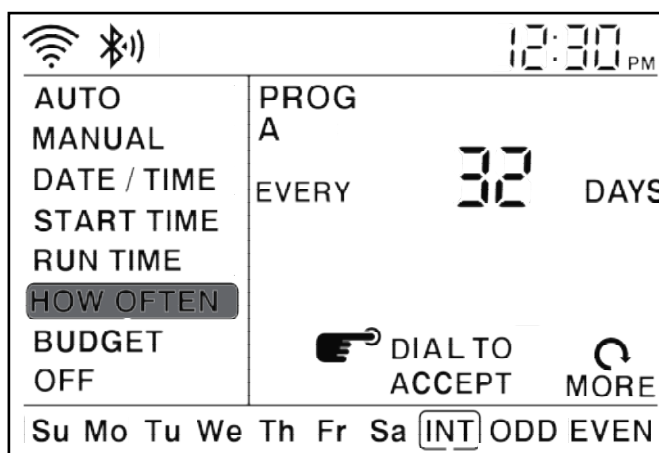 12:30 PM
AUTO
MANUAL
DATE / TIME
START TIME
RUN TIME
HOW OFTEN
BUDGET
OFF
PROG
A
EVERY 32 DAYS
DIAL TO
ACCEPT
MORE
Su Mo Tu We Th Fr Sa INT ODD EVEN